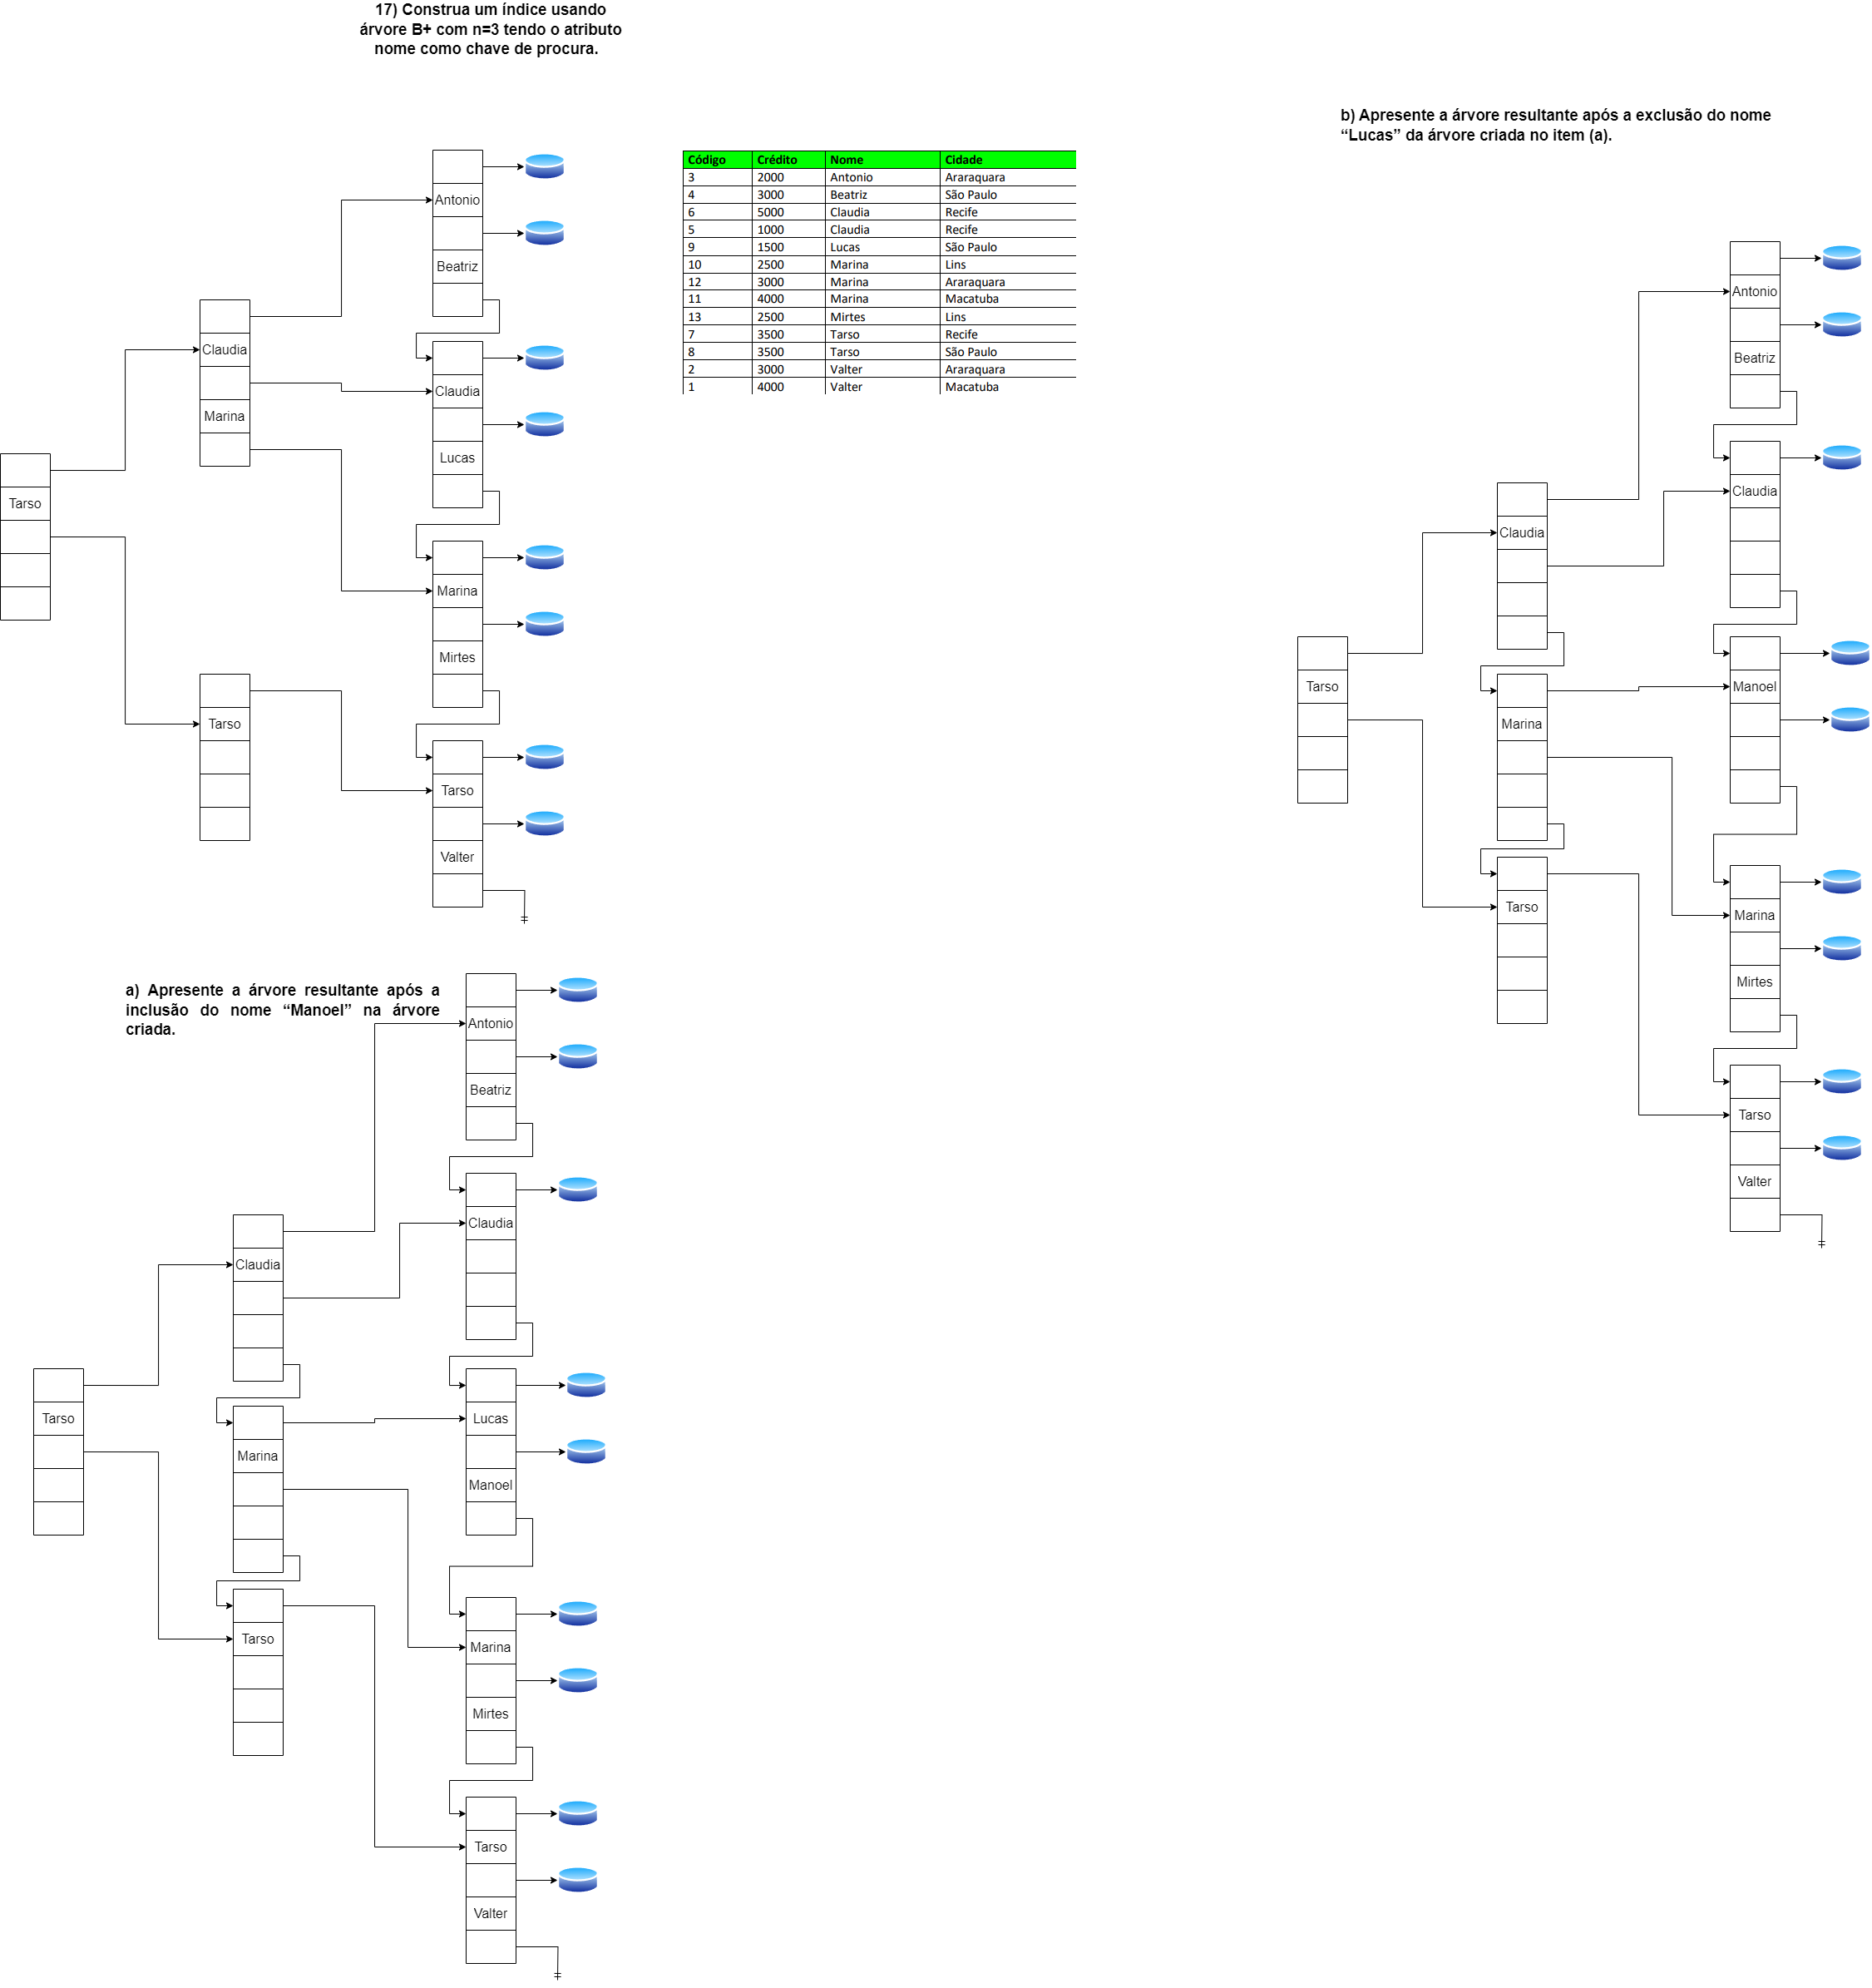 17) Construa um índice usando
árvore B+ com n=3 tendo o atributo
nome como chave de procura.
Antonio
Beatriz
Claudia
Marina
Claudia
Lucas
Tarso
Marina
Mirtes
Tarso
Tarso
Valter
Código Crédito Nome Cidade
3 2000 Antonio Araraquara
4 3000 Beatriz São Paulo
6 5000 Claudia Recife
5 1000 Claudia Recife
9 1500 Lucas São Paulo
10 2500 Marina Lins
12 3000 Marina Araraquara
11 4000 Marina Macatuba
13 2500 Mirtes Lins
7 3500 Tarso Recife
8 3500 Tarso São Paulo
2 3000 Valter Araraquara
1 4000 Valter Macatuba
a) Apresente a árvore resultante após a
inclusão do nome “Manoel” na árvore
criada.
Antonio
Beatriz
Claudia
Claudia
Tarso
Lucas
Marina
Manoel
Tarso
Marina
Mirtes
Tarso
Valter
b) Apresente a árvore resultante após a exclusão do nome
“Lucas” da árvore criada no item (a).
Antonio
Beatriz
Claudia
Claudia
Tarso
Manoel
Marina
Tarso
Marina
Mirtes
Tarso
Valter